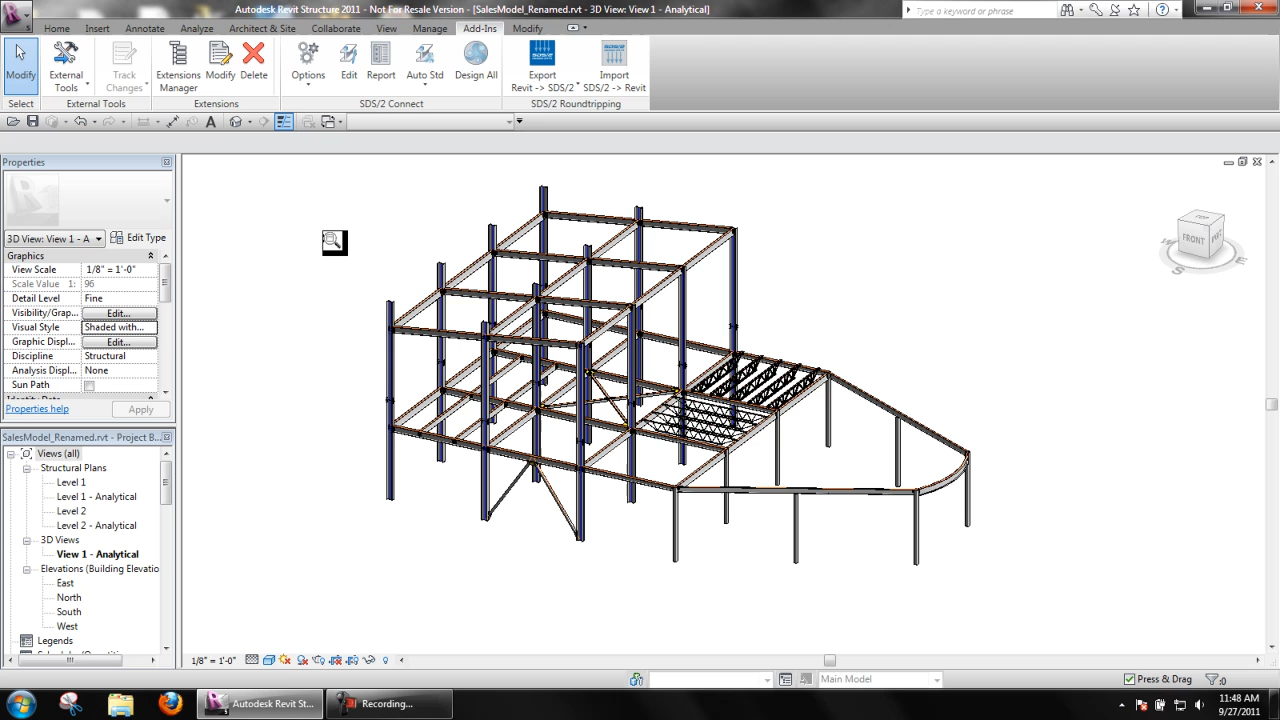 Autodesk Revit Structure 2011 - Not For Resale Version - [SalesModel_Renamed.rvt - 3D View: View 1 - Analytical]
Type a keyword or phrase
Home Insert Annotate Analyze Architect & Site Collaborate View Manage Add-Ins Modify
Modify
External Tools
Track Changes
Extensions Manager
Modify
Delete
Options
Edit
Report
Auto Std
Design All
SDS/2
Export Revit -> SDS/2
SDS/2
Import SDS/2 -> Revit
Select External Tools Extensions SDS/2 Connect SDS/2 Roundtripping
Properties
3D View: View 1 - A Edit Type
Graphics
View Scale 1/8" = 1'-0"
Scale Value 1: 96
Detail Level Fine
Visibility/Grap... Edit...
Visual Style Shaded with...
Graphic Displ... Edit...
Discipline Structural
Analysis Displ... None
Sun Path
Properties help Apply
SalesModel_Renamed.rvt - Project B...
Views (all)
Structural Plans
Level 1
Level 1 - Analytical
Level 2
Level 2 - Analytical
3D Views
View 1 - Analytical
Elevations (Building Elevatio
East
North
South
West
Legends
FRONT
S
E
1/8" = 1'-0"
Main Model
Press & Drag
:0
Autodesk Revit St...
Recording...
11:48 AM
9/27/2011